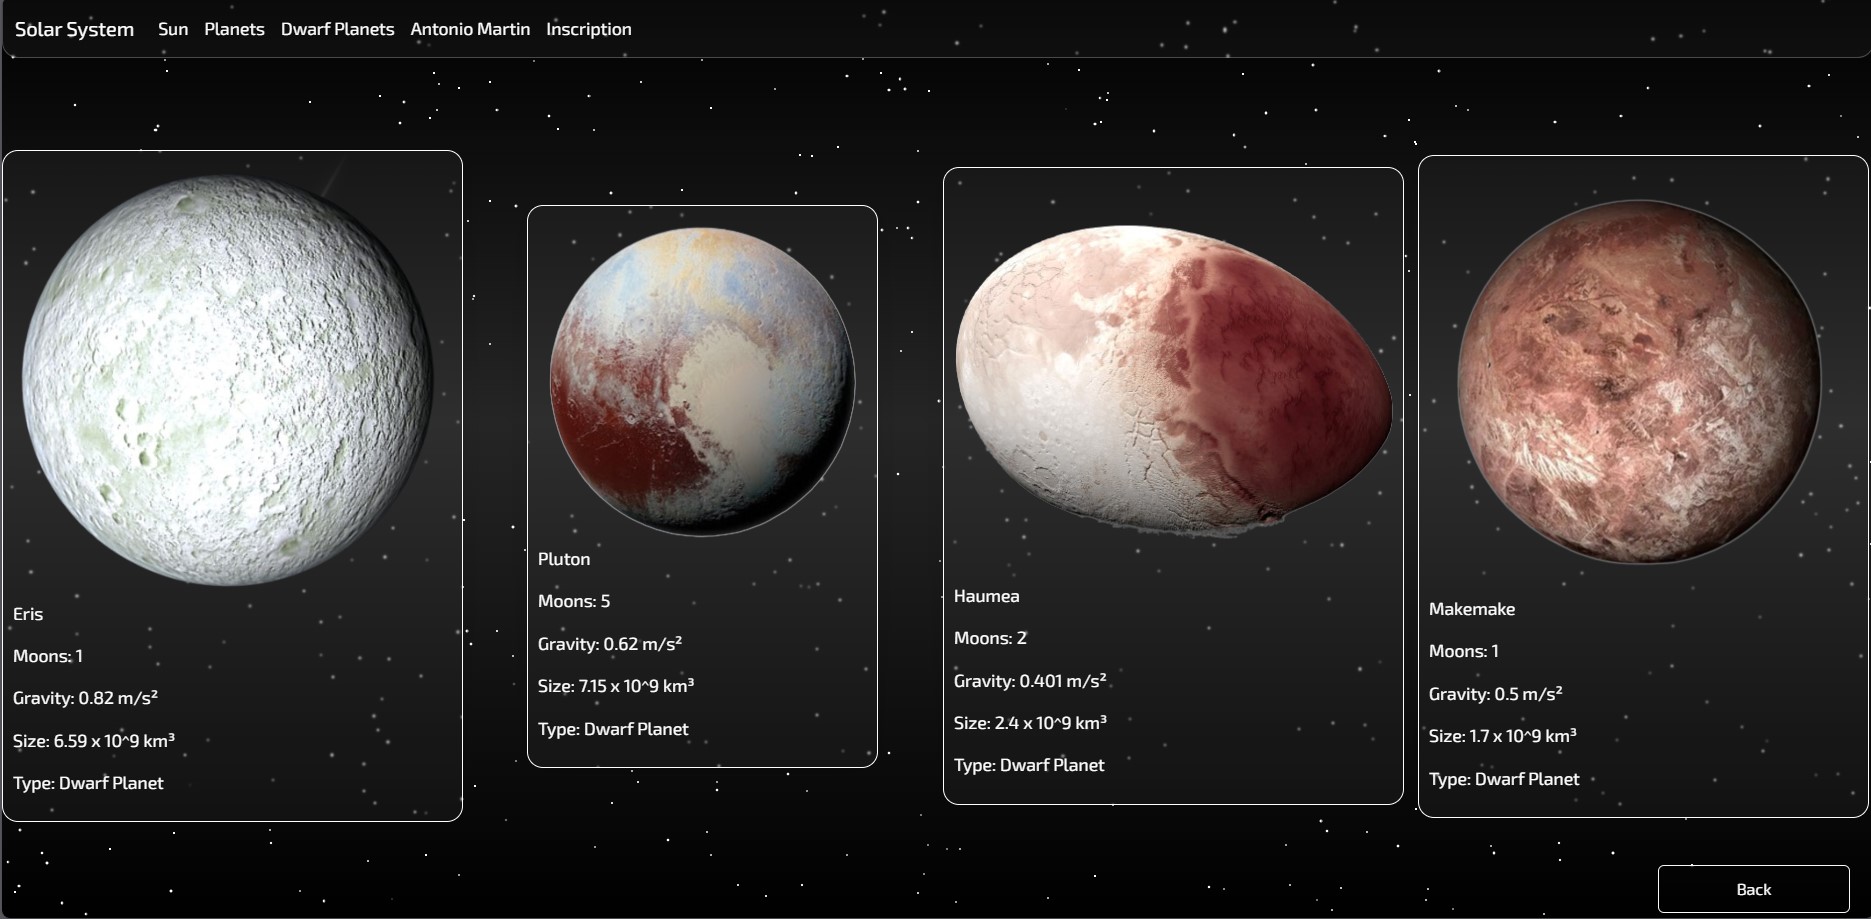 Solar System Sun Planets Dwarf Planets Antonio Martin Inscription
Eris
Moons: 1
Gravity: 0.82 m/s²
Size: 6.59 x 10^9 km³
Type: Dwarf Planet
Pluton
Moons: 5
Gravity: 0.62 m/s²
Size: 7.15 x 10^9 km³
Type: Dwarf Planet
Haumea
Moons: 2
Gravity: 0.401 m/s²
Size: 2.4 x 10^9 km³
Type: Dwarf Planet
Makemake
Moons: 1
Gravity: 0.5 m/s²
Size: 1.7 x 10^9 km³
Type: Dwarf Planet
Back